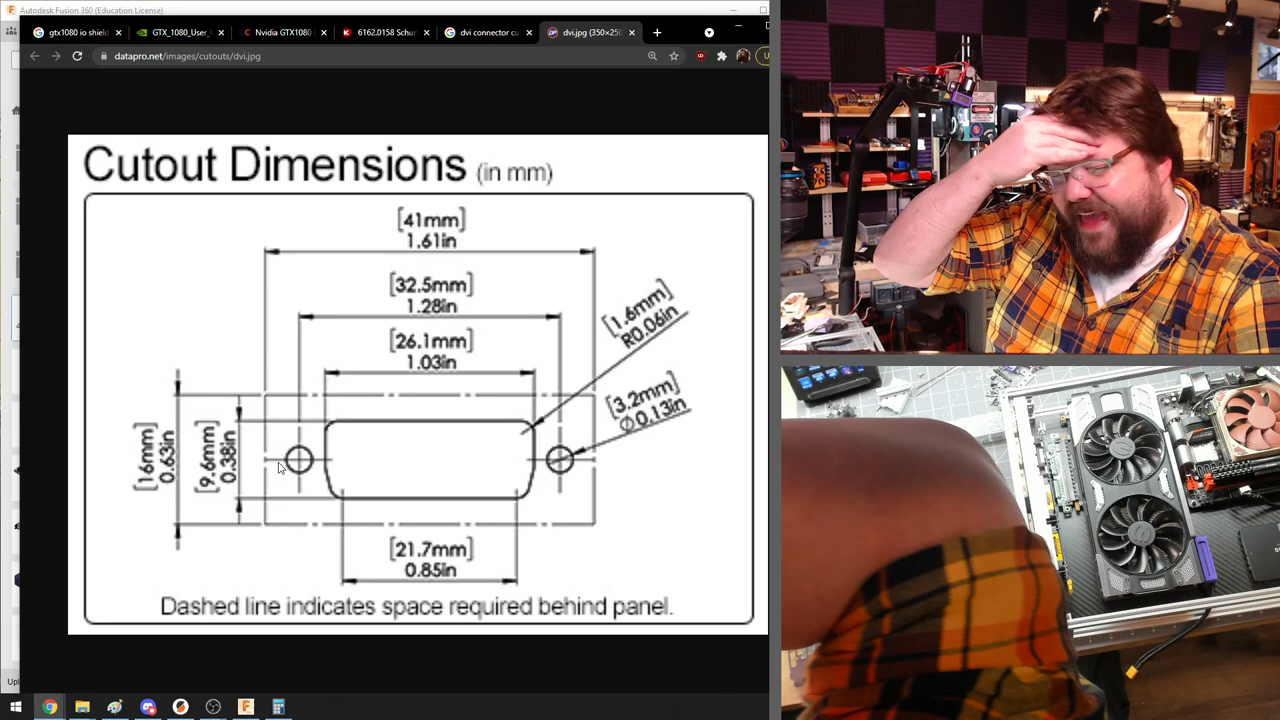 Autodesk Fusion 360 (Education License)
gtx1080 io shield
GTX_1080_User_
Nvidia GTX1080
6162.0158 Schu
dvi connector cu
dvi.jpg (350×250
datapro.net/images/cutouts/dvi.jpg
Cutout Dimensions (in mm)
[41mm]
1.61in
[32.5mm]
1.28in
[1.6mm]
R0.06in
[26.1mm]
1.03in
[3.2mm]
∅0.13in
[16mm]
0.63in
[9.6mm]
0.38in
[21.7mm]
0.85in
Dashed line indicates space required behind panel.
Upl
DANGER